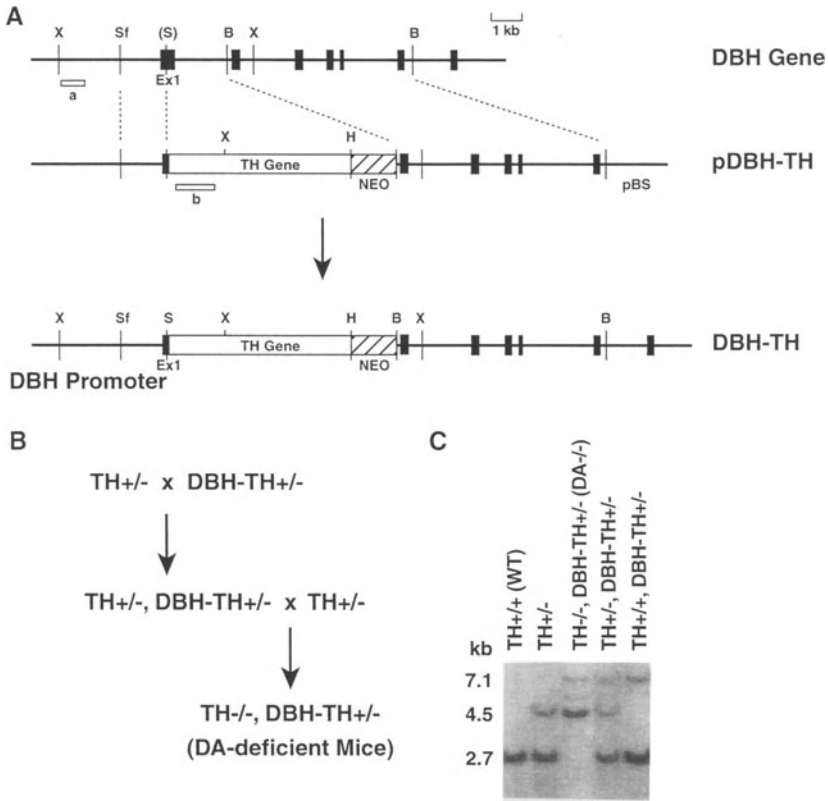 A
X Sf (S) B X B 1 kb
DBH Gene
Ex1
a
X H
TH Gene
pDBH-TH
NEO pBS
b
X Sf S X H B X B
TH Gene
DBH-TH
Ex1 NEO
DBH Promoter
B
TH+/- x DBH-TH+/-
TH+/-, DBH-TH+/- x TH+/-
TH-/-, DBH-TH+/-
(DA-deficient Mice)
C
TH+/+ (WT)
TH+/-
TH-/-, DBH-TH+/- (DA-/-)
TH+/-, DBH-TH+/-
TH+/+, DBH-TH+/-
kb
7.1
4.5
2.7